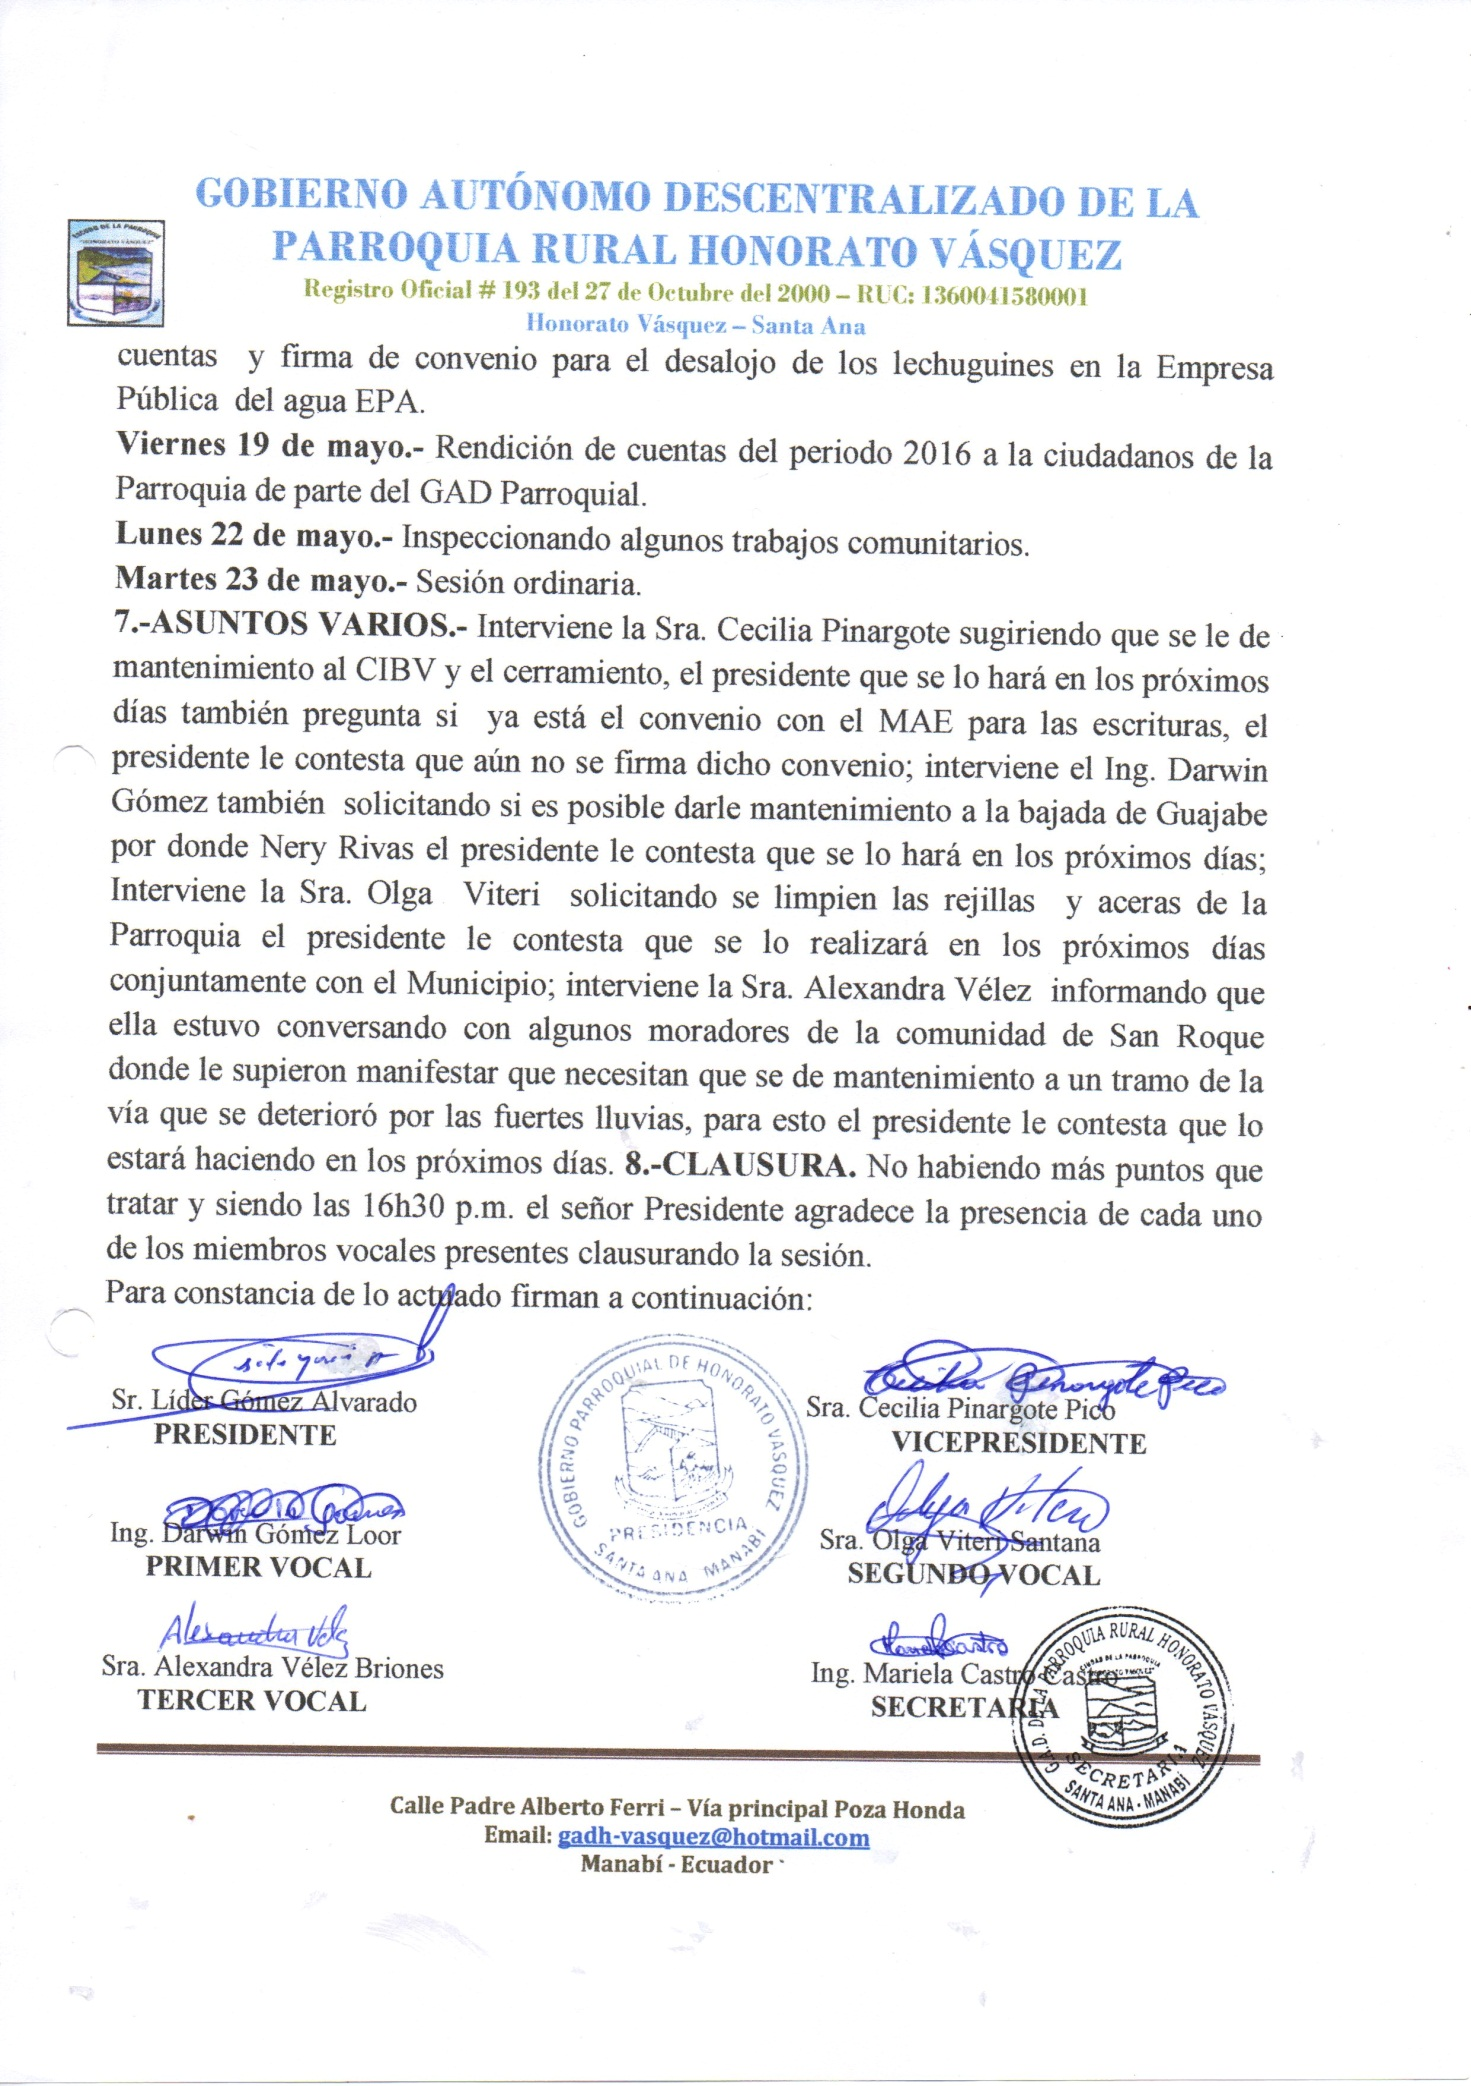 GOBIERNO AUTÓNOMO DESCENTRALIZADO DE LA
PARROQUIA RURAL HONORATO VÁSQUEZ
Registro Oficial # 193 del 27 de Octubre del 2000 – RUC: 1360041580001
Honorato Vásquez – Santa Ana
cuentas y firma de convenio para el desalojo de los lechuguines en la Empresa
Pública del agua EPA.
Viernes 19 de mayo.- Rendición de cuentas del periodo 2016 a la ciudadanos de la
Parroquia de parte del GAD Parroquial.
Lunes 22 de mayo.- Inspeccionando algunos trabajos comunitarios.
Martes 23 de mayo.- Sesión ordinaria.
7.-ASUNTOS VARIOS.- Interviene la Sra. Cecilia Pinargote sugiriendo que se le de
mantenimiento al CIBV y el cerramiento, el presidente que se lo hará en los próximos
días también pregunta si ya está el convenio con el MAE para las escrituras, el
presidente le contesta que aún no se firma dicho convenio; interviene el Ing. Darwin
Gómez también solicitando si es posible darle mantenimiento a la bajada de Guajabe
por donde Nery Rivas el presidente le contesta que se lo hará en los próximos días;
Interviene la Sra. Olga Viteri solicitando se limpien las rejillas y aceras de la
Parroquia el presidente le contesta que se lo realizará en los próximos días
conjuntamente con el Municipio; interviene la Sra. Alexandra Vélez informando que
ella estuvo conversando con algunos moradores de la comunidad de San Roque
donde le supieron manifestar que necesitan que se de mantenimiento a un tramo de la
vía que se deterioró por las fuertes lluvias, para esto el presidente le contesta que lo
estará haciendo en los próximos días. 8.-CLAUSURA. No habiendo más puntos que
tratar y siendo las 16h30 p.m. el señor Presidente agradece la presencia de cada uno
de los miembros vocales presentes clausurando la sesión.
Para constancia de lo actuado firman a continuación:
Sr. Líder Gómez Alvarado
PRESIDENTE
Cecilia Pinargote Pico
Sra. Cecilia Pinargote Pico
VICEPRESIDENTE
GOBIERNO PARROQUIAL DE HONORATO VASQUEZ
PRESIDENCIA
SANTA ANA MANABI
Ing. Darwin Gómez Loor
PRIMER VOCAL
Olga Viteri
Sra. Olga Viteri Santana
SEGUNDO VOCAL
Alexandra Velez
Sra. Alexandra Vélez Briones
TERCER VOCAL
Ing. Mariela Castro Castro
SECRETARIA
G.A.D. DE LA PARROQUIA RURAL HONORATO VÁSQUEZ
SECRETARIA
SANTA ANA - MANABÍ
Calle Padre Alberto Ferri – Vía principal Poza Honda
Email: gadh-vasquez@hotmail.com
Manabí - Ecuador